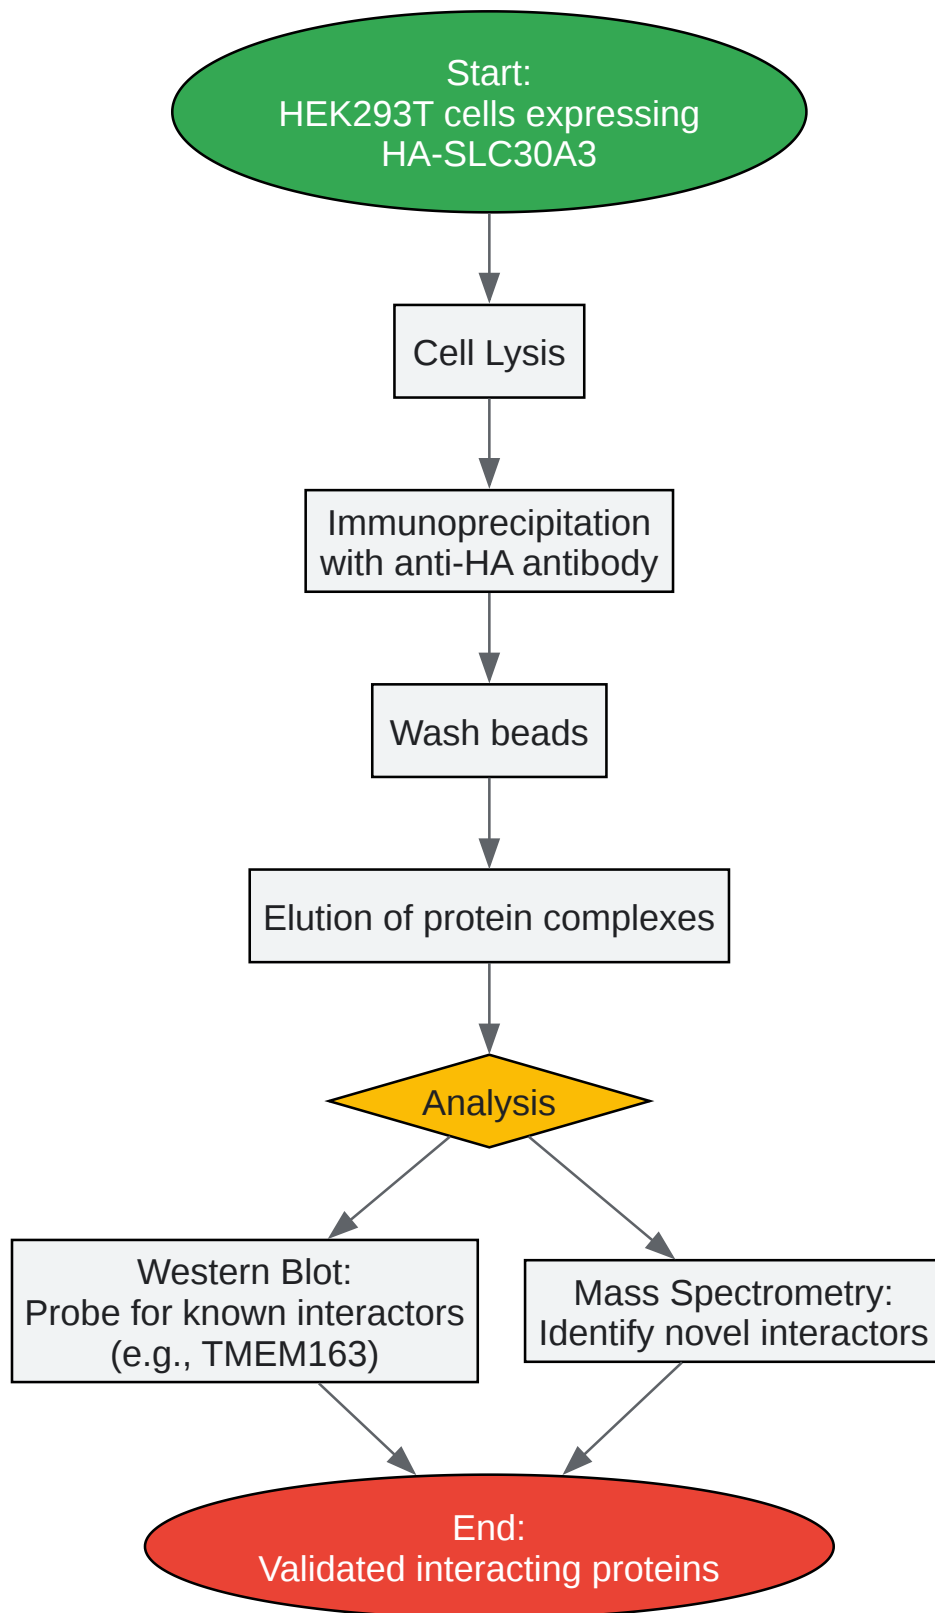 Start:
HEK293T cells expressing
HA-SLC30A3
Cell Lysis
Immunoprecipitation
with anti-HA antibody
Wash beads
Elution of protein complexes
Analysis
Western Blot:
Probe for known interactors
(e.g., TMEM163)
Mass Spectrometry:
Identify novel interactors
End:
Validated interacting proteins